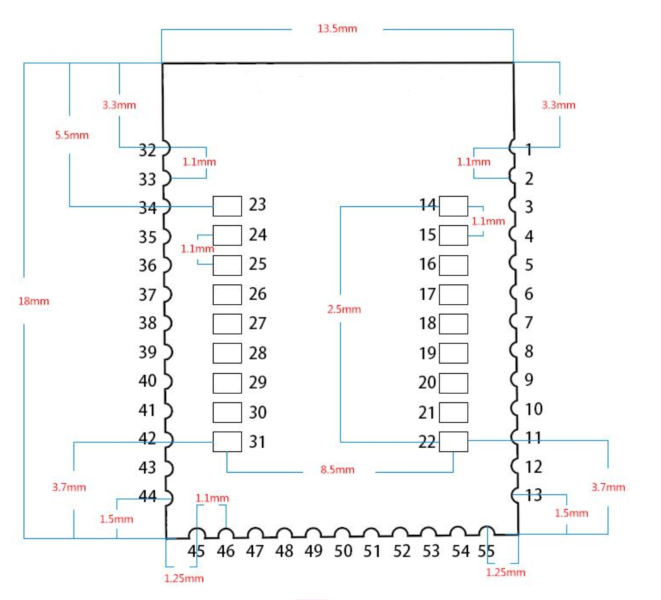 13.5mm
3.3mm
3.3mm
5.5mm
32 1.1mm 1.1mm 1
33 2
34 23 14 3
1.1mm
35 24 15 4
1.1mm
36 25 16 5
37 26 17 6
18mm 2.5mm
38 27 18 7
39 28 19 8
40 29 20 9
41 30 21 10
42 31 22 11
43 8.5mm 12
3.7mm 3.7mm
44 1.1mm 13
1.5mm 1.5mm
45 46 47 48 49 50 51 52 53 54 55
1.25mm 1.25mm